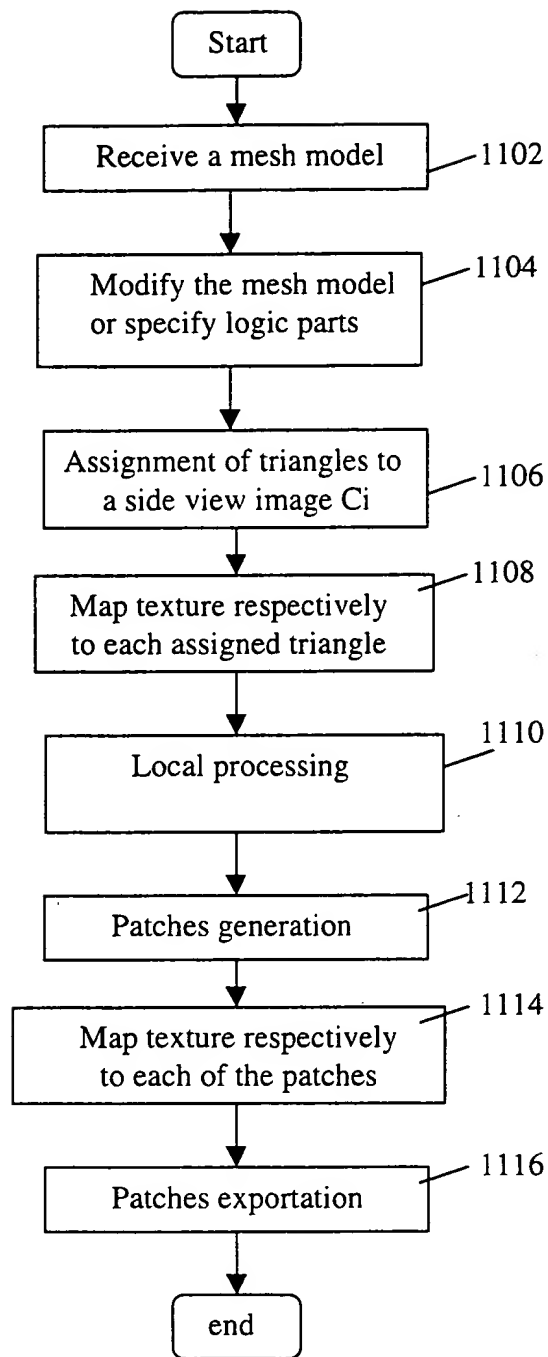 Start
Receive a mesh model
1102
Modify the mesh model
or specify logic parts
1104
Assignment of triangles to
a side view image Ci
1106
Map texture respectively
to each assigned triangle
1108
Local processing
1110
Patches generation
1112
Map texture respectively
to each of the patches
1114
Patches exportation
1116
end